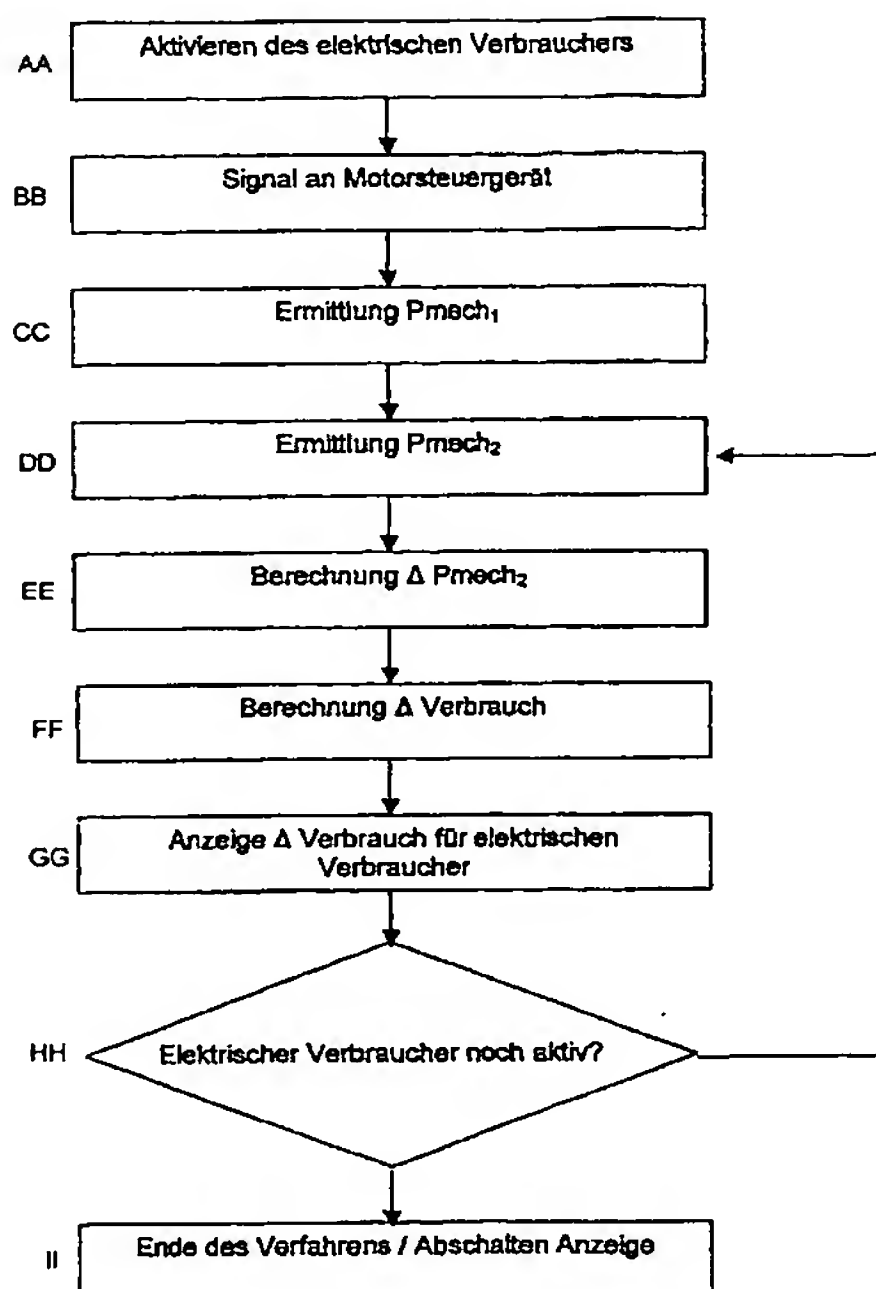 AA Aktivieren des elektrischen Verbrauchers
BB Signal an Motorsteuergerät
CC Ermittlung Pmech₁
DD Ermittlung Pmech₂
EE Berechnung Δ Pmech₂
FF Berechnung Δ Verbrauch
GG Anzeige Δ Verbrauch für elektrischen
Verbraucher
HH Elektrischer Verbraucher noch aktiv?
II Ende des Verfahrens / Abschalten Anzeige